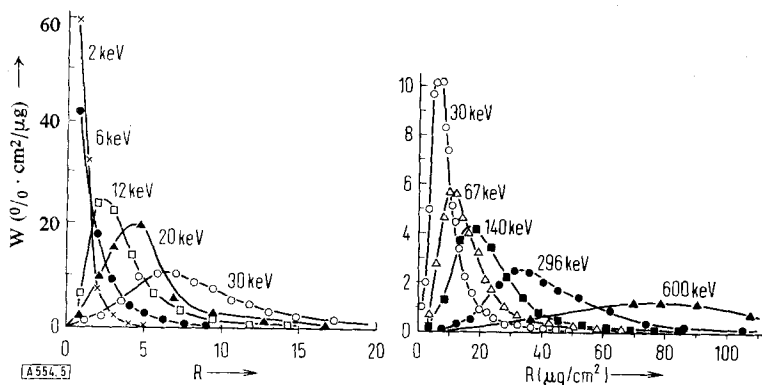 W (% · cm²/µg) →
60
40
20
0
2 keV
6 keV
12 keV
20 keV
30 keV
0
5
10
15
20
R →
A 554.5
10
8
6
4
2
0
30 keV
67 keV
140 keV
296 keV
600 keV
0
20
40
60
80
100
R (µg/cm²) →